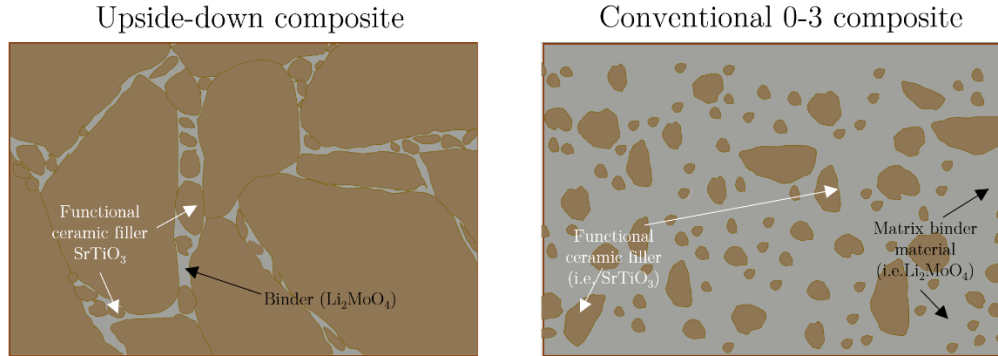 Upside-down composite
Conventional 0-3 composite
Functional
ceramic filler
SrTiO₃
Binder (Li₂MoO₄)
Functional
ceramic filler
(i.e. SrTiO₃)
Matrix binder
material
(i.e.Li₂MoO₄)